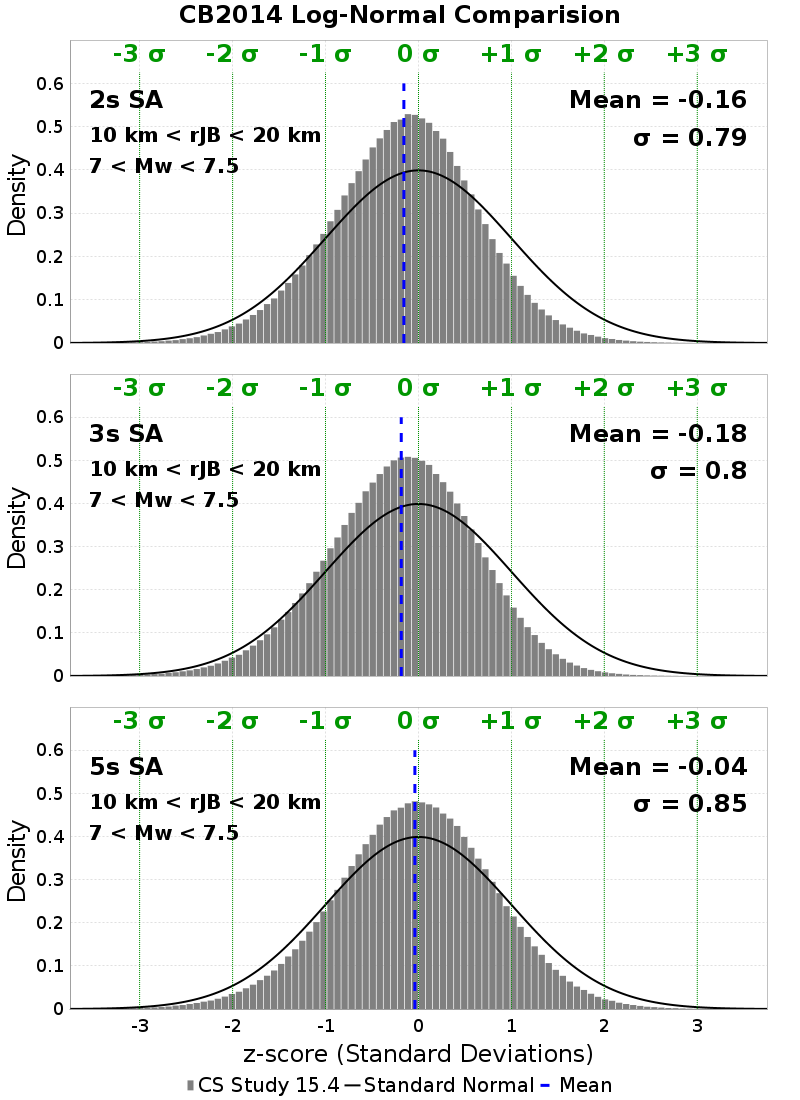 CB2014 Log-Normal Comparision
-3 σ -2 σ -1 σ 0 σ +1 σ +2 σ +3 σ
0.6
2s SA Mean = -0.16
0.5
10 km < rJB < 20 km σ = 0.79
7 < Mw < 7.5
0.4
Density
0.3
0.2
0.1
0
-3 σ -2 σ -1 σ 0 σ +1 σ +2 σ +3 σ
0.6
3s SA Mean = -0.18
0.5
10 km < rJB < 20 km σ = 0.8
7 < Mw < 7.5
0.4
Density
0.3
0.2
0.1
0
-3 σ -2 σ -1 σ 0 σ +1 σ +2 σ +3 σ
0.6
5s SA Mean = -0.04
0.5
10 km < rJB < 20 km σ = 0.85
7 < Mw < 7.5
0.4
Density
0.3
0.2
0.1
0
-3 -2 -1 0 1 2 3
z-score (Standard Deviations)
CS Study 15.4 Standard Normal Mean